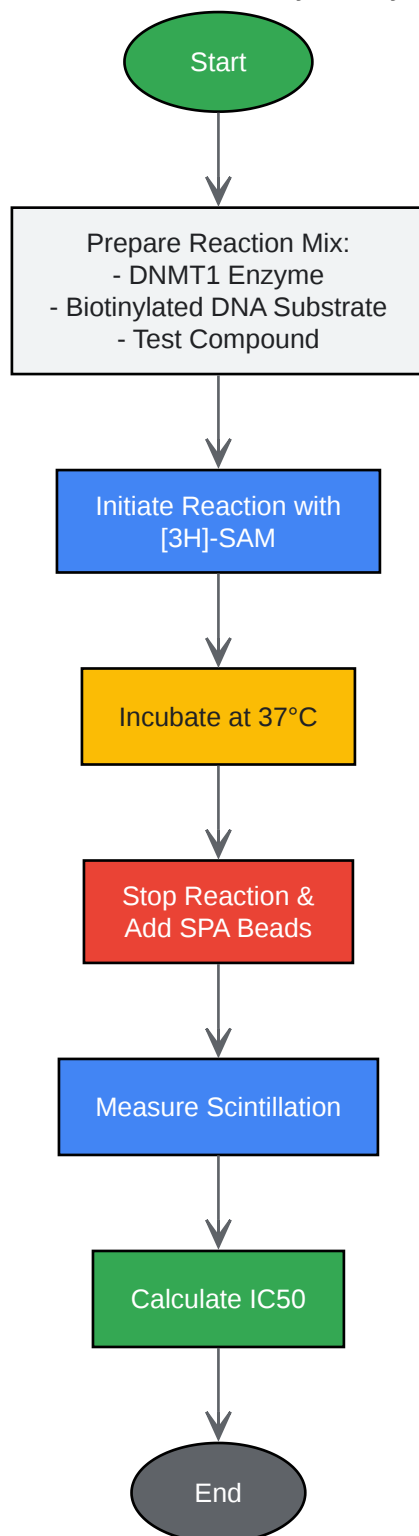 Start
Prepare Reaction Mix:
- DNMT1 Enzyme
- Biotinylated DNA Substrate
- Test Compound
Initiate Reaction with
[3H]-SAM
Incubate at 37°C
Stop Reaction &
Add SPA Beads
Measure Scintillation
Calculate IC50
End